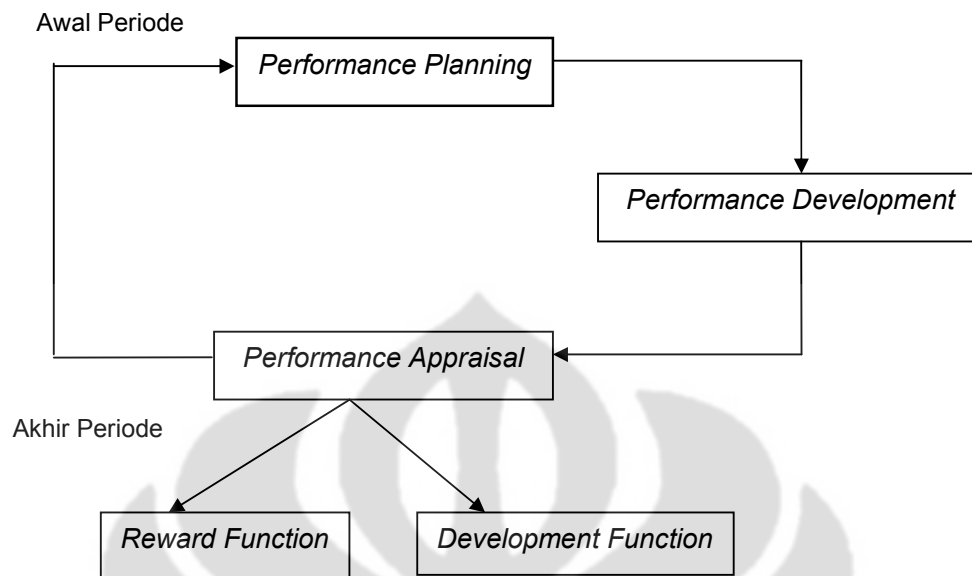 Awal Periode
Performance Planning
Performance Development
Performance Appraisal
Akhir Periode
Reward Function
Development Function